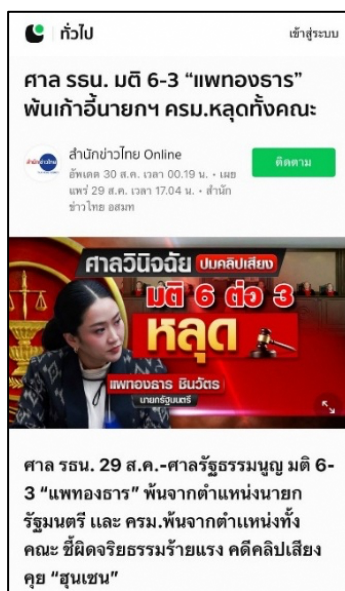 ทั่วไป
เข้าสู่ระบบ
ศาล รธน. มติ 6-3 “แพทองธาร”
พ้นเก้าอี้นายกฯ ครม.หลุดทั้งคณะ
สำนักข่าวไทย
สำนักข่าวไทย Online
อัพเดต 30 ส.ค. เวลา 00.19 น. • เผย
แพร่ 29 ส.ค. เวลา 17.04 น. • สำนัก
ข่าวไทย อสมท
ติดตาม
ศาลวินิจฉัย ปมคลิปเสียง
มติ 6 ต่อ 3
หลุด
แพทองธาร ชินวัตร
นายกรัฐมนตรี
ศาล รธน. 29 ส.ค.-ศาลรัฐธรรมนูญ มติ 6-
3 “แพทองธาร” พ้นจากตำแหน่งนายก
รัฐมนตรี และ ครม.พ้นจากตำแหน่งทั้ง
คณะ ชี้ผิดจริยธรรมร้ายแรง คดีคลิปเสียง
คุย “ฮุนเซน”